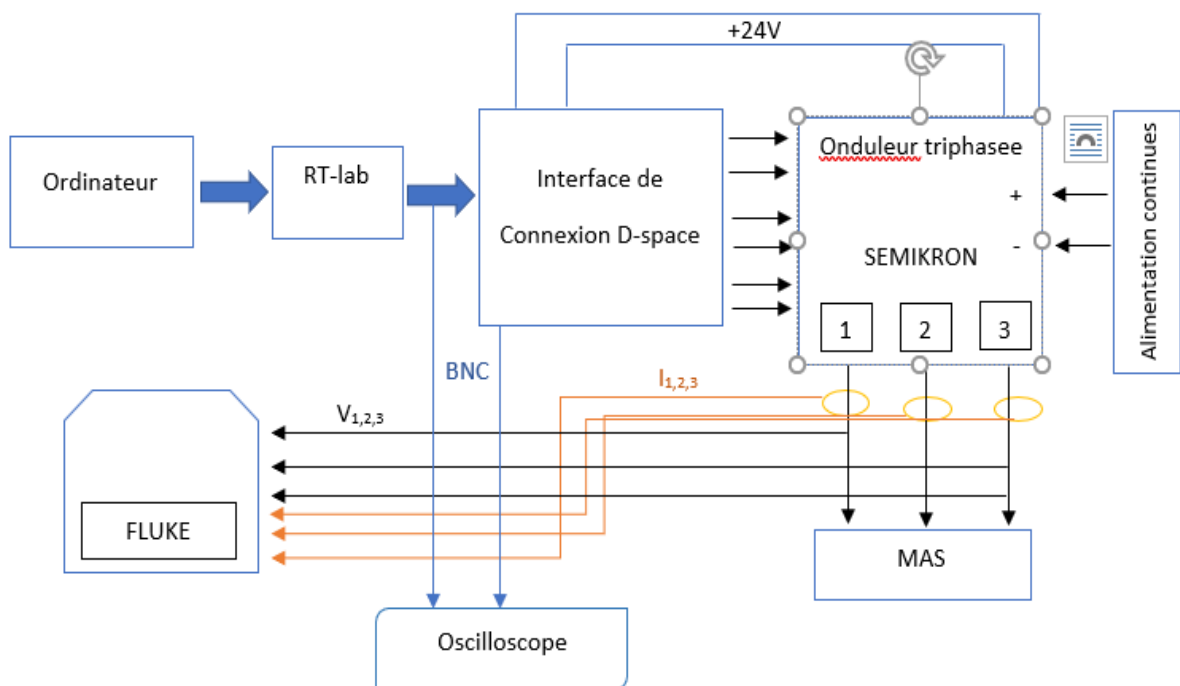 +24V
Ordinateur
RT-lab
Interface de
Connexion D-space
Onduleur triphasee
+
-
SEMIKRON
1
2
3
Alimentation continues
BNC
I1,2,3
V1,2,3
FLUKE
MAS
Oscilloscope